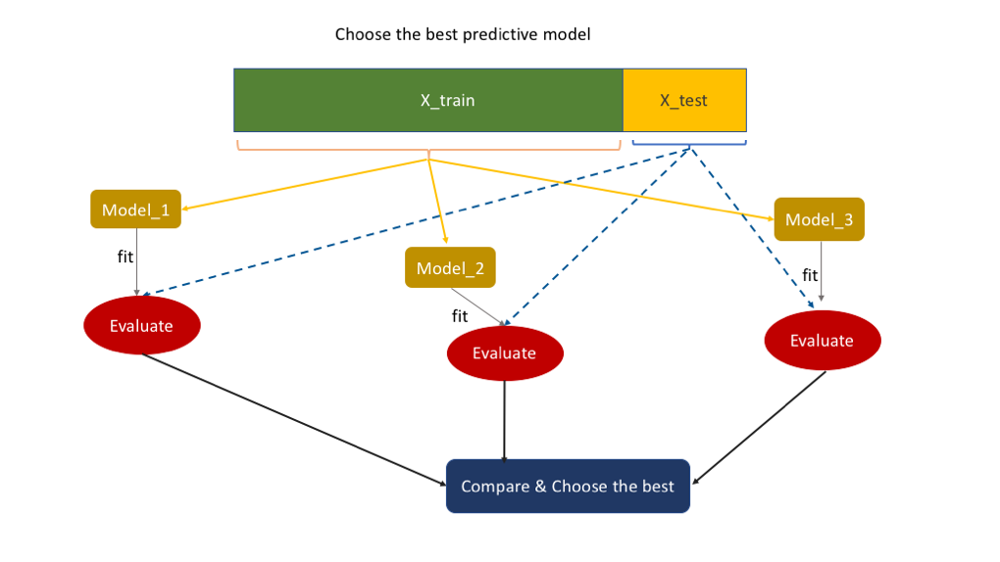 Choose the best predictive model
X_train
X_test
Model_1
Model_2
Model_3
fit
fit
fit
Evaluate
Evaluate
Evaluate
Compare & Choose the best